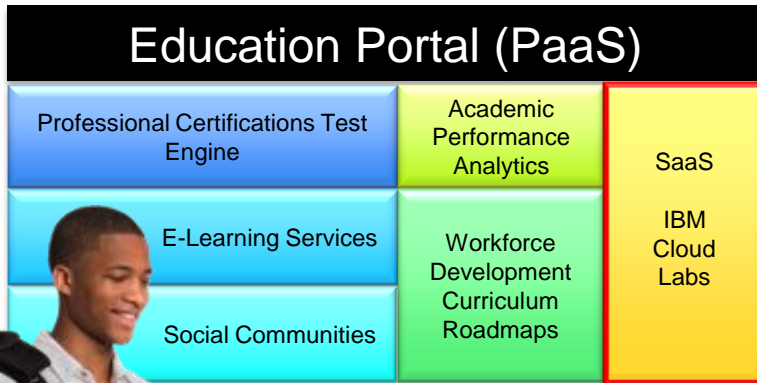 Education Portal (PaaS)
Professional Certifications Test
Engine
Academic
Performance
Analytics
SaaS
IBM
Cloud
Labs
E-Learning Services
Workforce
Development
Curriculum
Roadmaps
Social Communities